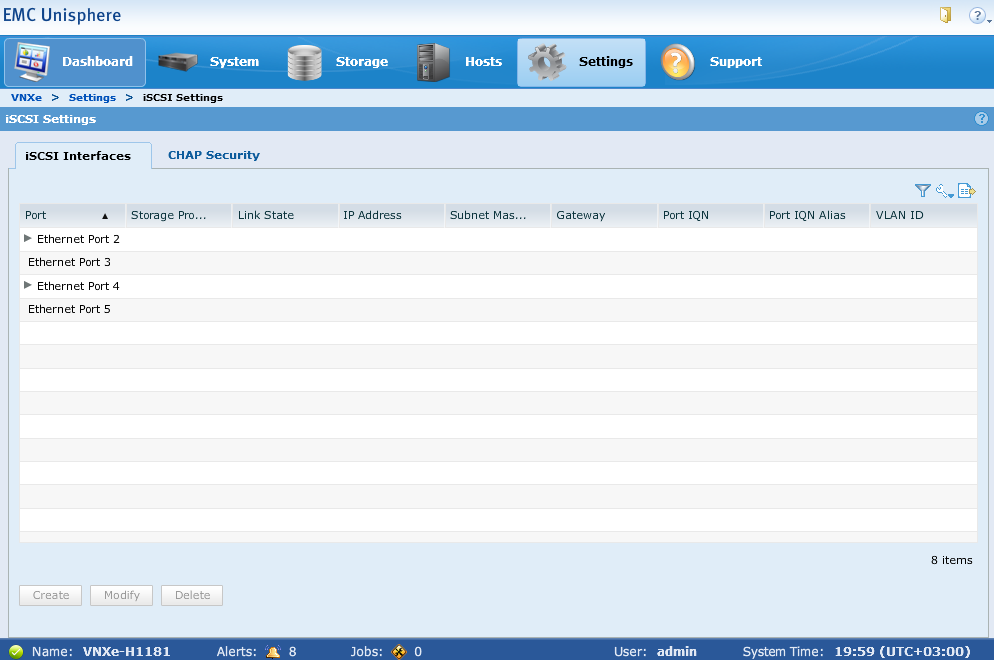 EMC Unisphere
Dashboard System Storage Hosts Settings Support
VNXe > Settings > iSCSI Settings
iSCSI Settings
iSCSI Interfaces CHAP Security
Port Storage Pro... Link State IP Address Subnet Mas... Gateway Port IQN Port IQN Alias VLAN ID
Ethernet Port 2
Ethernet Port 3
Ethernet Port 4
Ethernet Port 5
8 items
Create Modify Delete
Name: VNXe-H1181 Alerts: 8 Jobs: 0 User: admin System Time: 19:59 (UTC+03:00)